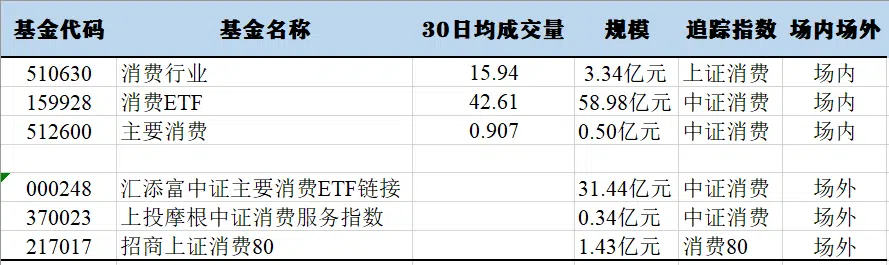 基金代码 基金名称 30日均成交量 规模 追踪指数 场内场外
510630 消费行业 15.94 3.34亿元 上证消费 场内
159928 消费ETF 42.61 58.98亿元 中证消费 场内
512600 主要消费 0.907 0.50亿元 中证消费 场内
000248 汇添富中证主要消费ETF链接 31.44亿元 中证消费 场外
370023 上投摩根中证消费服务指数 0.34亿元 中证消费 场外
217017 招商上证消费80 1.43亿元 消费80 场外